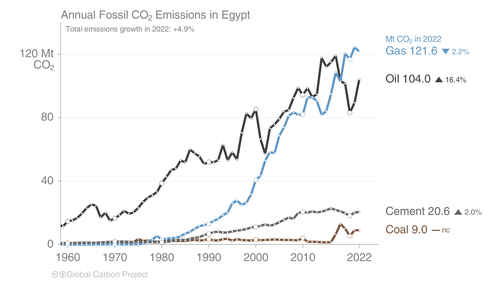 Annual Fossil CO₂ Emissions in Egypt
Total emissions growth in 2022: +4.9%
120 Mt
CO₂
80
40
0
1960 1970 1980 1990 2000 2010 2022
Mt CO₂ in 2022
Gas 121.6 ▼ 2.2%
Oil 104.0 ▲ 16.4%
Cement 20.6 ▲ 2.0%
Coal 9.0 — nc
Global Carbon Project